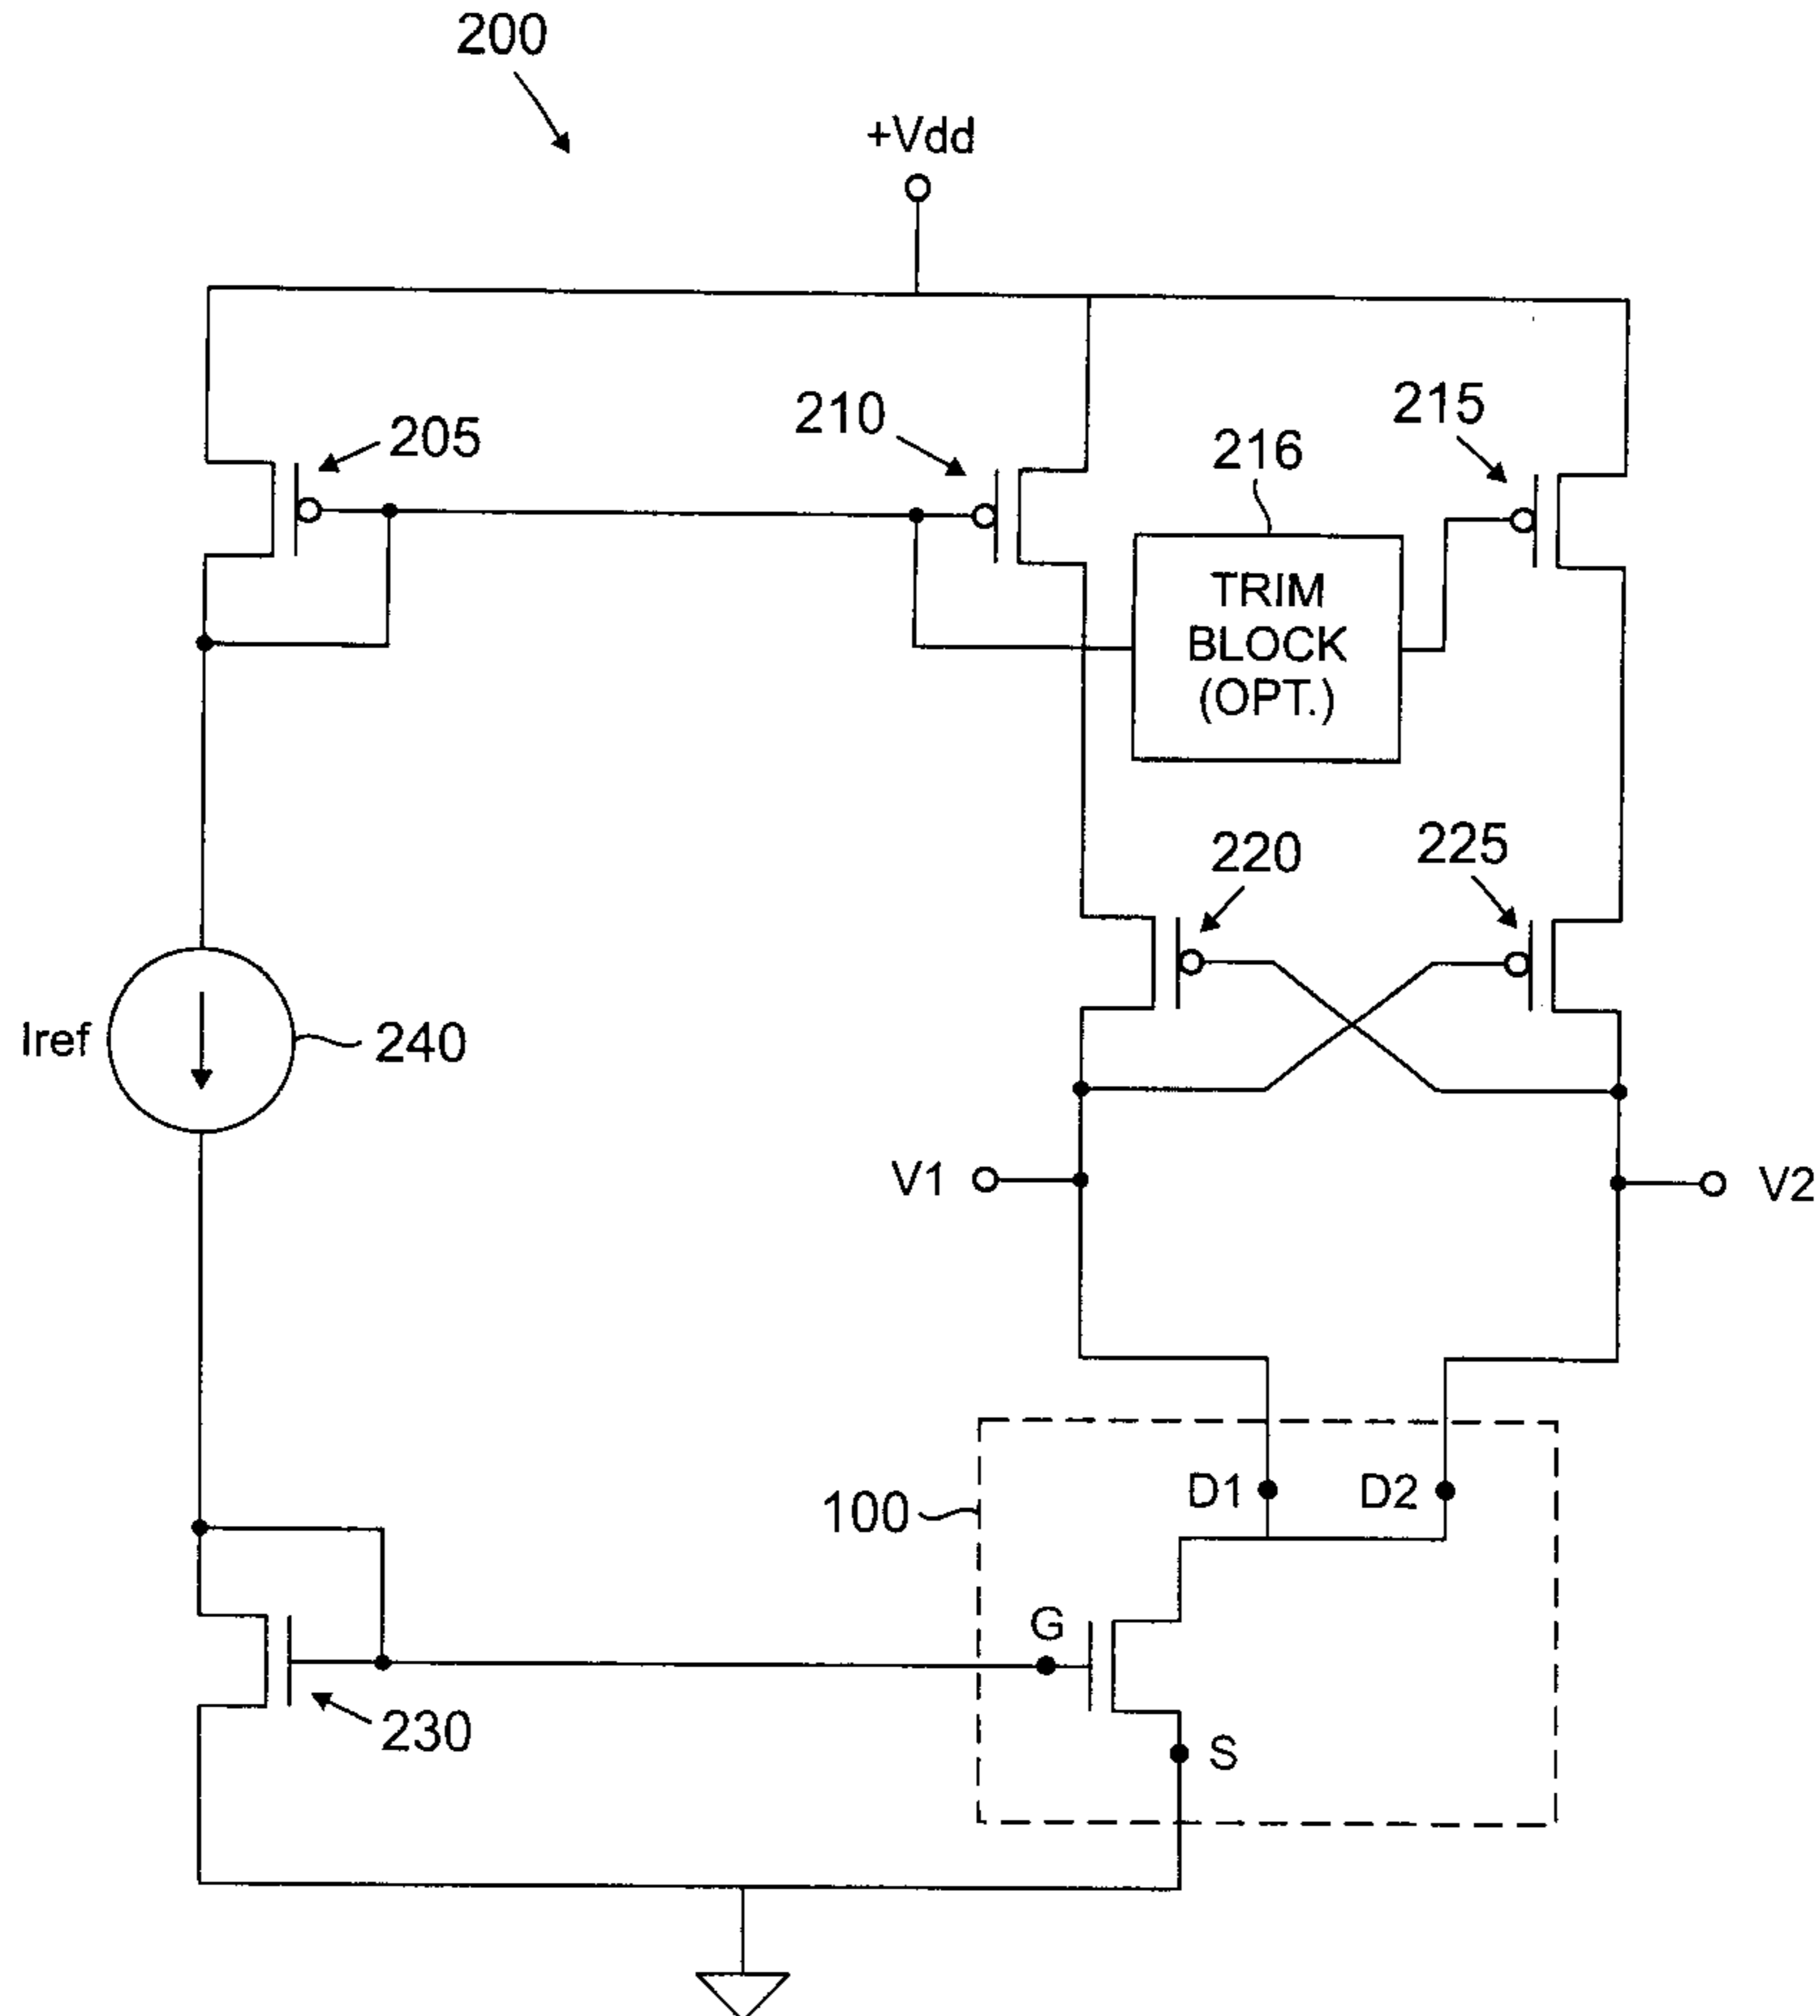 200
+Vdd
205
210
215
216
TRIM
BLOCK
(OPT.)
220
225
Iref
240
V1
V2
100
D1
D2
G
230
S